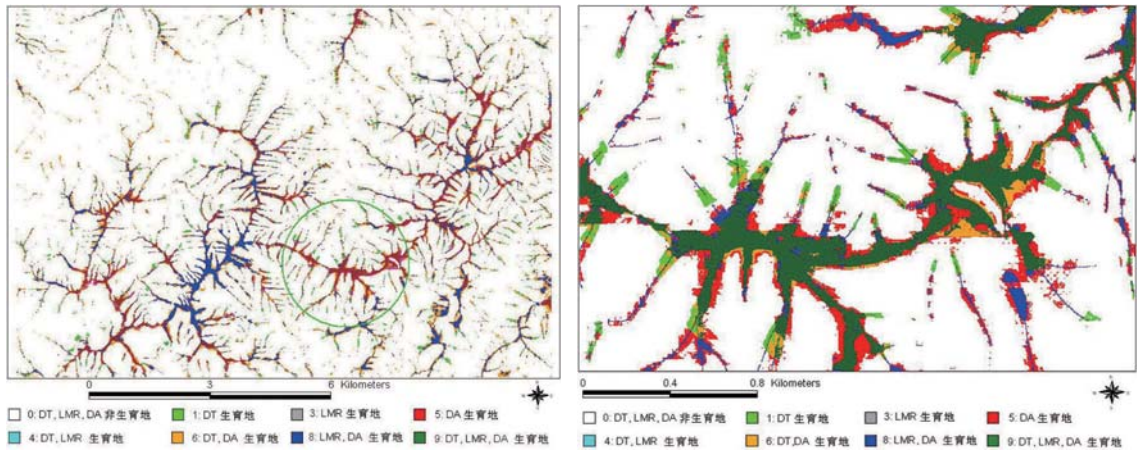 0 3 6 Kilometers
0: DT, LMR, DA 非生育地 1: DT 生育地 3: LMR 生育地 5: DA 生育地
4: DT, LMR 生育地 6: DT, DA 生育地 8: LMR, DA 生育地 9: DT, LMR, DA 生育地
0 0.4 0.8 Kilometers
0: DT, LMR, DA 非生育地 1: DT 生育地 3: LMR 生育地 5: DA 生育地
4: DT, LMR 生育地 6: DT,DA 生育地 8: LMR, DA 生育地 9: DT, LMR, DA 生育地